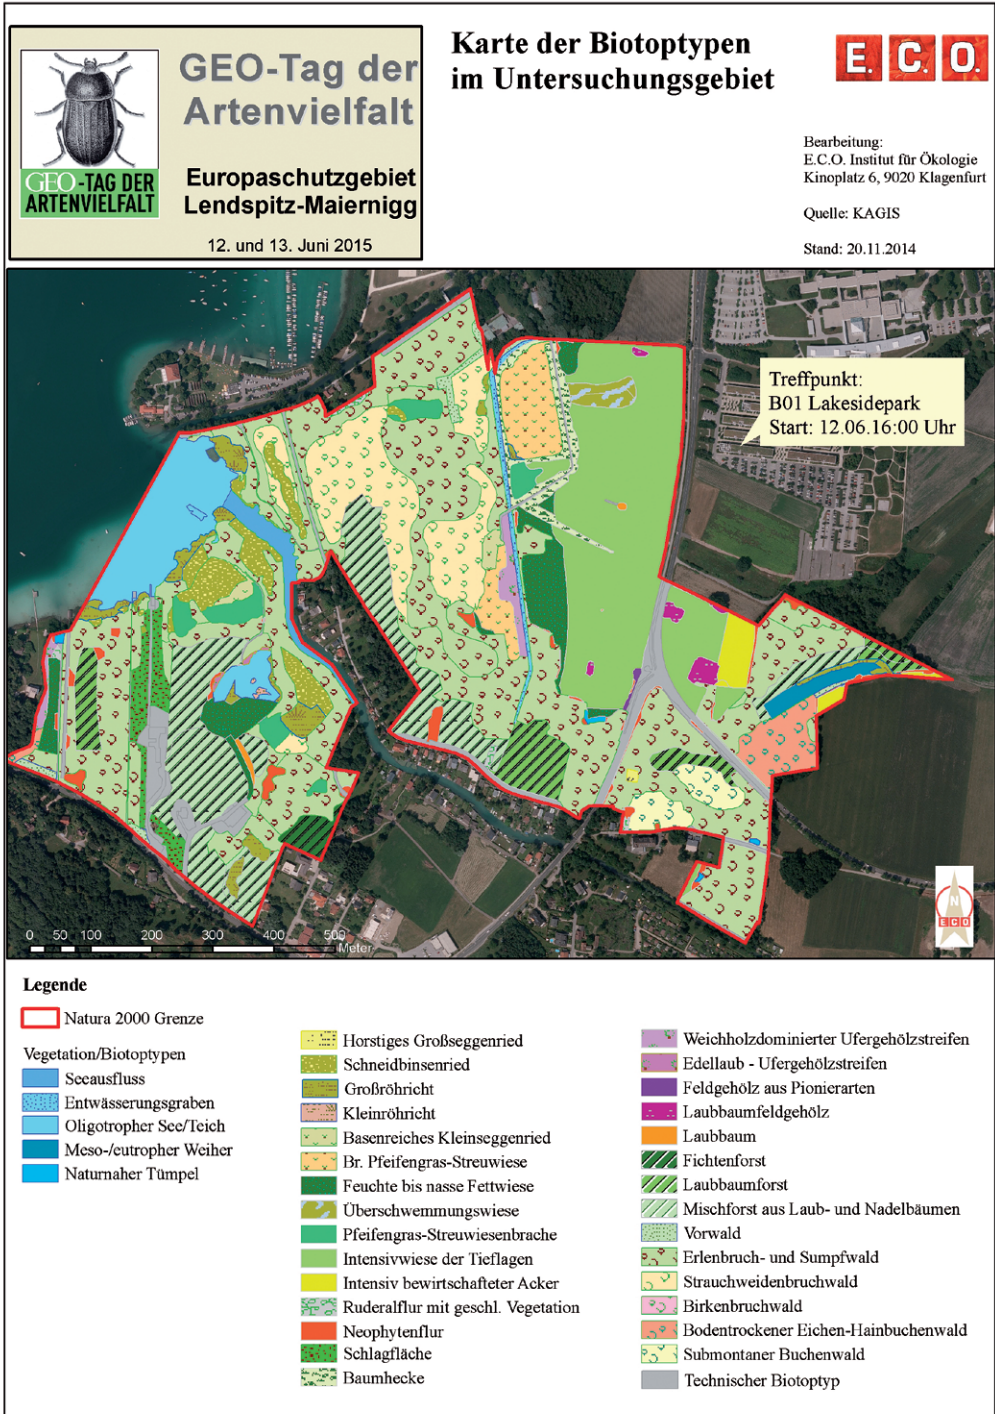 GEO-Tag der
Artenvielfalt
GEO-TAG DER
ARTENVIELFALT
Europaschutzgebiet
Lendspitz-Maiernigg
12. und 13. Juni 2015
Karte der Biotoptypen
im Untersuchungsgebiet
E.C.O.
Bearbeitung:
E.C.O. Institut für Ökologie
Kinoplatz 6, 9020 Klagenfurt
Quelle: KAGIS
Stand: 20.11.2014
Treffpunkt:
B01 Lakesidepark
Start: 12.06.16:00 Uhr
N
E C O
0 50 100 200 300 400 500
Meter
Legende
Natura 2000 Grenze
Vegetation/Biotoptypen
Seeausfluss
Entwässerungsgraben
Oligotropher See/Teich
Meso-/eutropher Weiher
Naturnaher Tümpel
Horstiges Großseggenried
Schneidbinsenried
Großröhricht
Kleinröhricht
Basenreiches Kleinseggenried
Br. Pfeifengras-Streuwiese
Feuchte bis nasse Fettwiese
Überschwemmungswiese
Pfeifengras-Streuwiesenbrache
Intensivwiese der Tieflagen
Intensiv bewirtschafteter Acker
Ruderalflur mit geschl. Vegetation
Neophytenflur
Schlagfläche
Baumhecke
Weichholzdominierter Ufergehölzstreifen
Edellaub - Ufergehölzstreifen
Feldgehölz aus Pionierarten
Laubbaumfeldgehölz
Laubbaum
Fichtenforst
Laubbaumforst
Mischforst aus Laub- und Nadelbäumen
Vorwald
Erlenbruch- und Sumpfwald
Strauchweidenbruchwald
Birkenbruchwald
Bodentrockener Eichen-Hainbuchenwald
Submontaner Buchenwald
Technischer Biotoptyp